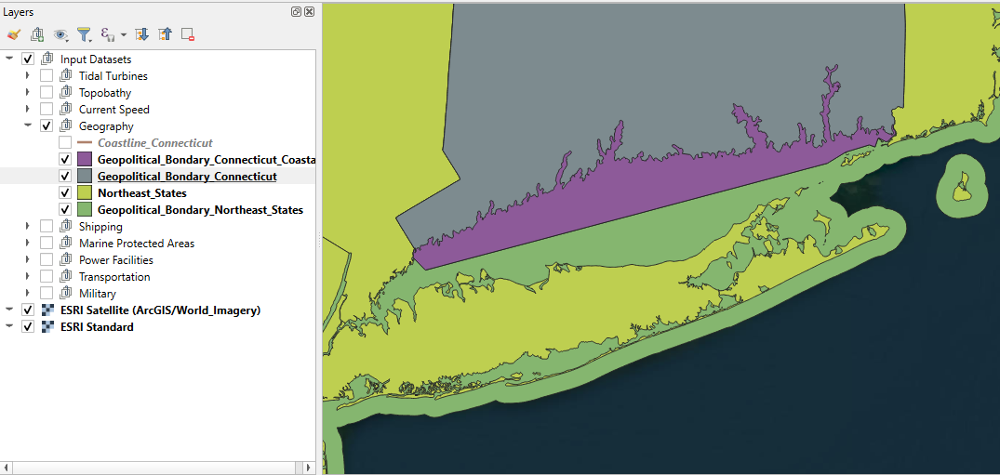 Layers
Input Datasets
Tidal Turbines
Topobathy
Current Speed
Geography
Coastline_Connecticut
Geopolitical_Bondary_Connecticut_Coasta
Geopolitical_Bondary_Connecticut
Northeast_States
Geopolitical_Bondary_Northeast_States
Shipping
Marine Protected Areas
Power Facilities
Transportation
Military
ESRI Satellite (ArcGIS/World_Imagery)
ESRI Standard